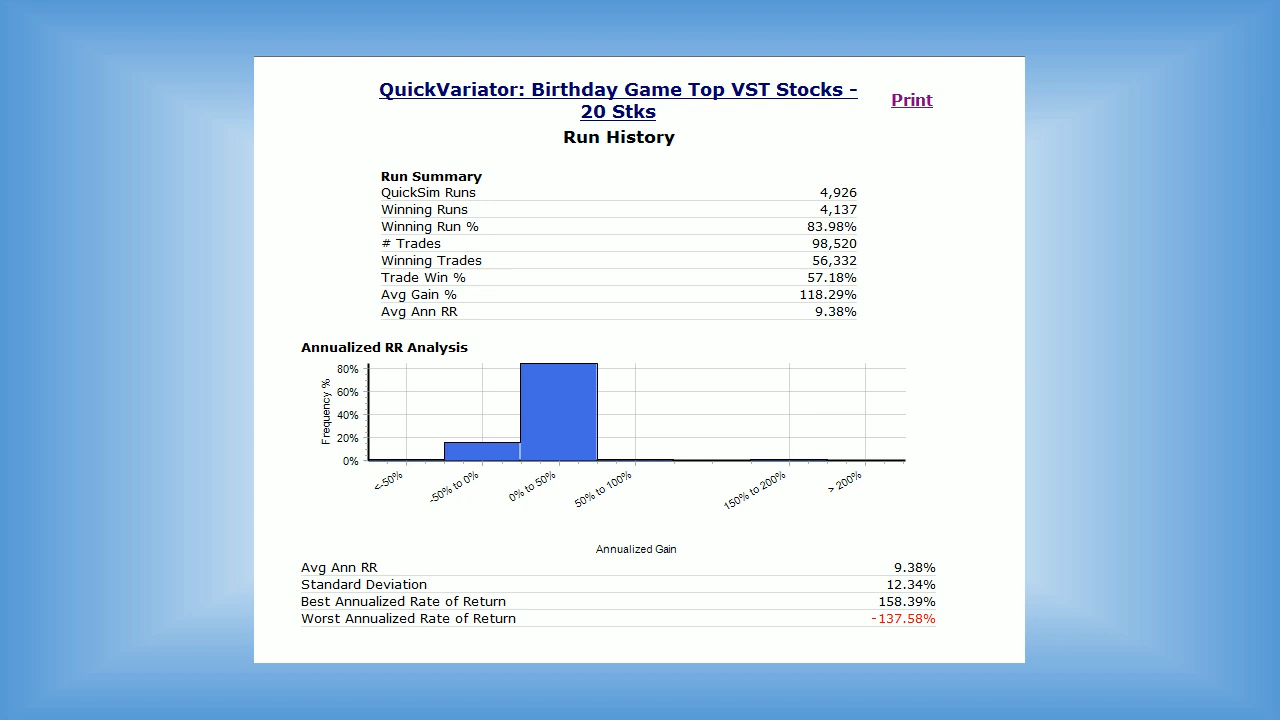 QuickVariator: Birthday Game Top VST Stocks -
20 Stks
Print
Run History
Run Summary
QuickSim Runs 4,926
Winning Runs 4,137
Winning Run % 83.98%
# Trades 98,520
Winning Trades 56,332
Trade Win % 57.18%
Avg Gain % 118.29%
Avg Ann RR 9.38%
Annualized RR Analysis
Frequency %
80%
60%
40%
20%
0%
<-50%
-50% to 0%
0% to 50%
50% to 100%
150% to 200%
> 200%
Annualized Gain
Avg Ann RR 9.38%
Standard Deviation 12.34%
Best Annualized Rate of Return 158.39%
Worst Annualized Rate of Return -137.58%